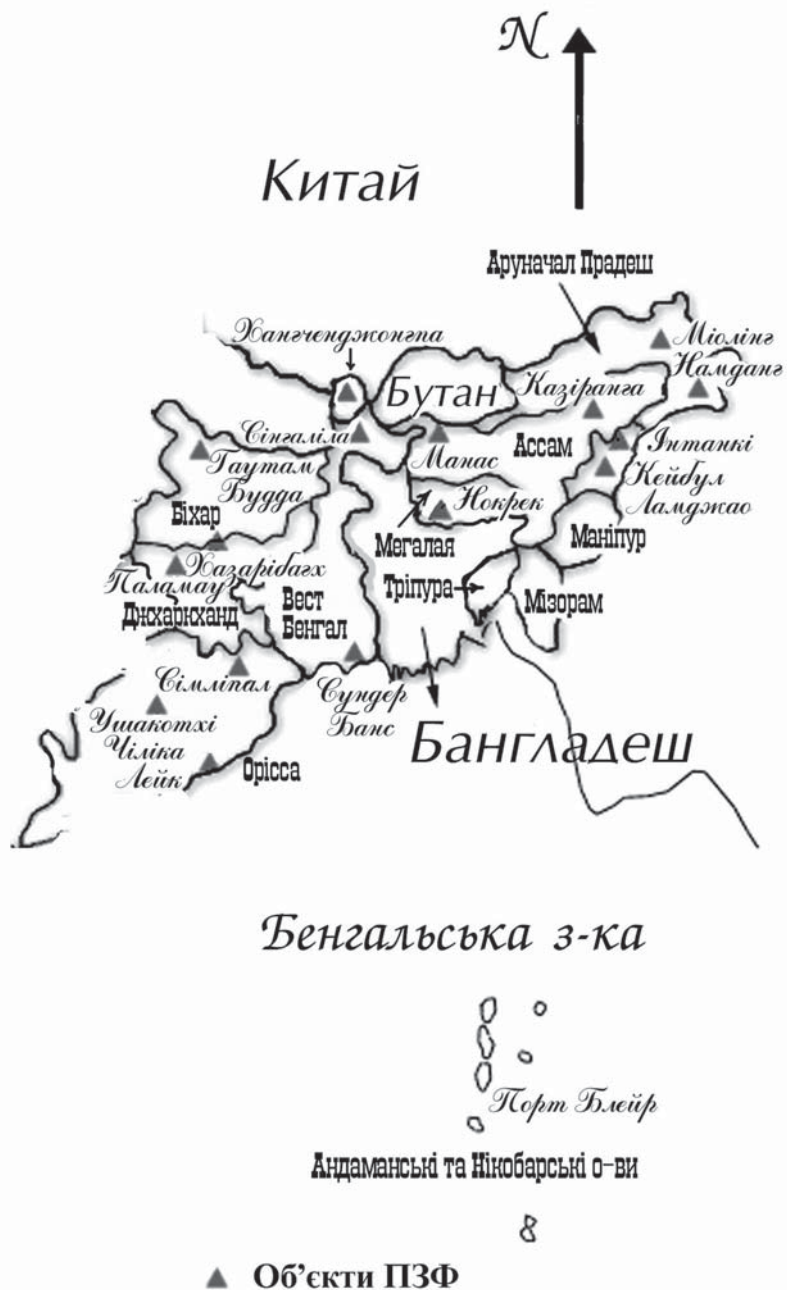 N
Китай
Аруначал Прадеш
Хангченджонгпа
Міолінг
Намданг
Бутан
Казіранга
Сінгаліла
Манас
Ассам
Інтанкі
Гаутам
Будда
Кейбул
Ламджао
Нокрек
Біхар
Мегалая
Маніпур
Хазарібагх
Паламау
Тріпура
Мізорам
Джхаркханд
Вест
Бенгал
Сімліпал
Сундер
Банс
Ушакотхі
Чіліка
Лейк
Орісса
Бангладеш
Бенгальська з-ка
Порт Блейр
Андаманські та Нікобарські о-ви
Об’єкти ПЗФ